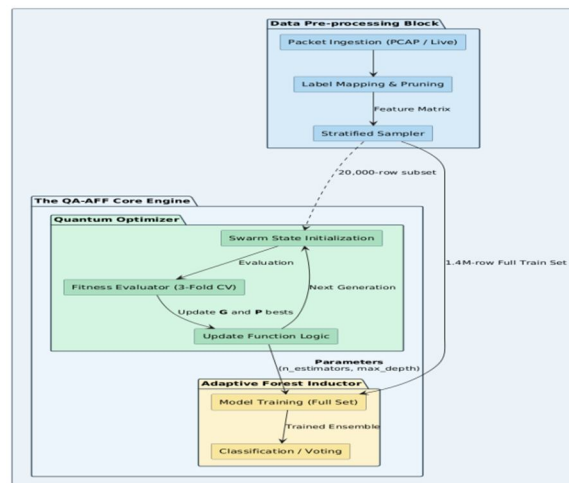 Data Pre-processing Block
Packet Ingestion (PCAP / Live)
Label Mapping & Pruning
Feature Matrix
Stratified Sampler
20,000-row subset
The QA-AFF Core Engine
Quantum Optimizer
Swarm State Initialization
Evaluation
1.4M-row Full Train Set
Fitness Evaluator (3-Fold CV)
Next Generation
Update G and P bests
Update Function Logic
Parameters
(n_estimators, max_depth)
Adaptive Forest Inductor
Model Training (Full Set)
Trained Ensemble
Classification / Voting